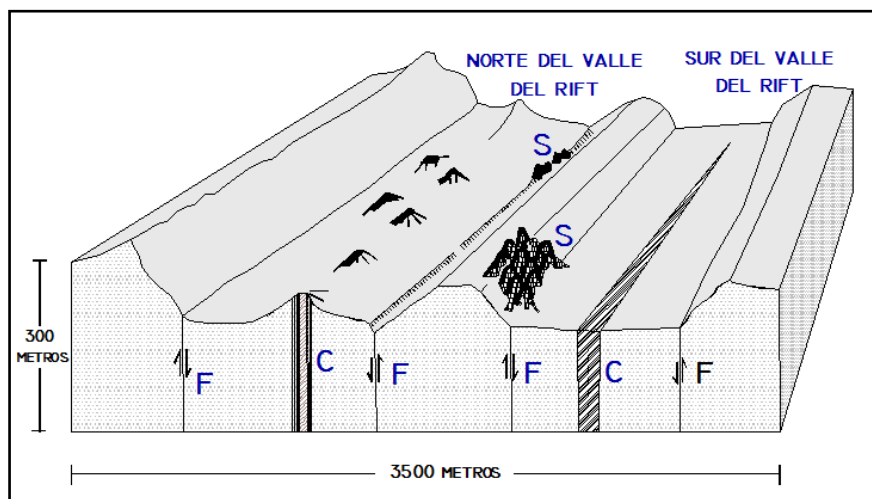 NORTE DEL VALLE
DEL RIFT
SUR DEL VALLE
DEL RIFT
S
S
300
METROS
F
C
F
F
C
F
3500 METROS